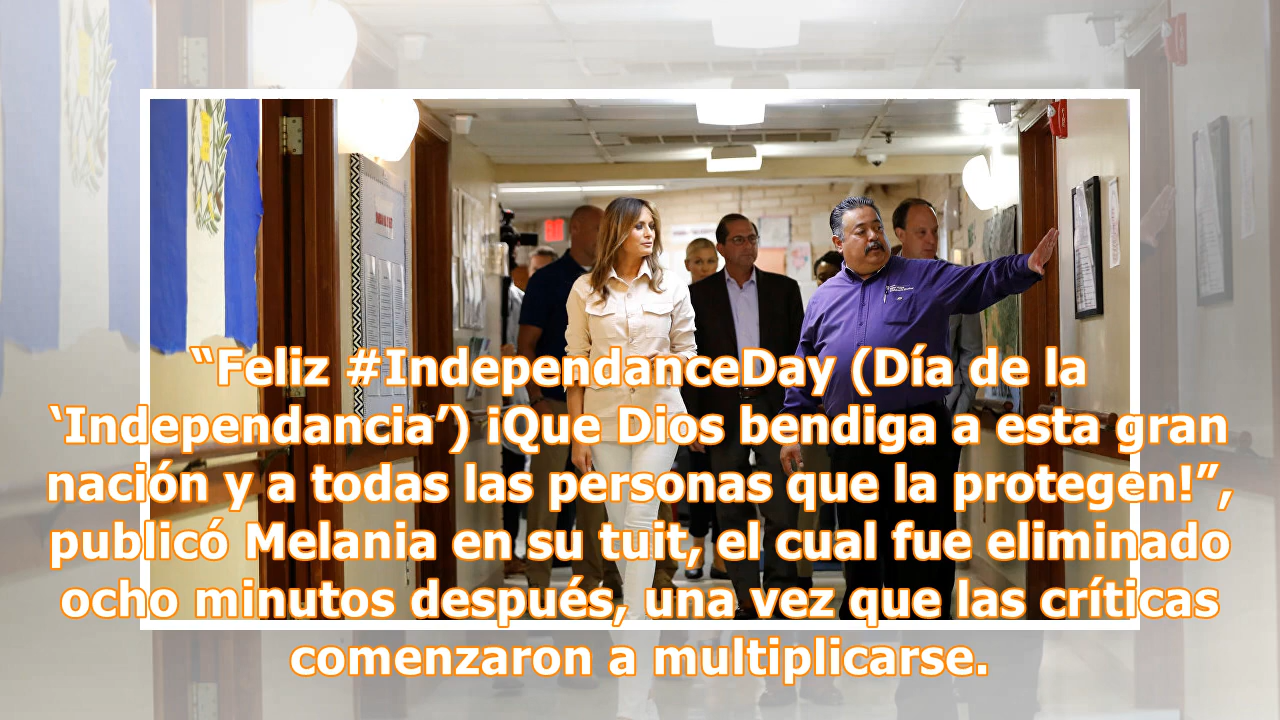 “Feliz #IndependanceDay (Día de la
‘Independancia’) ¡Que Dios bendiga a esta gran
nación y a todas las personas que la protegen!”,
publicó Melania en su tuit, el cual fue eliminado
ocho minutos después, una vez que las críticas
comenzaron a multiplicarse.